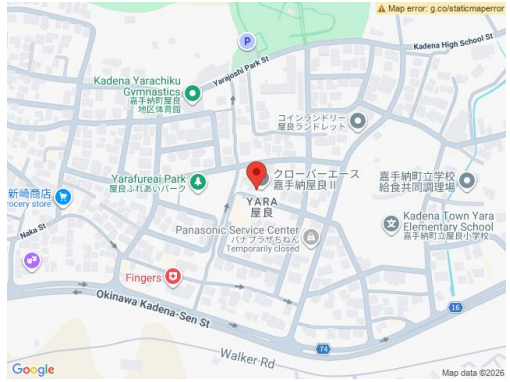 Map error: g.co/staticmaperror
Kadena High School St
P
Yarajoshi Park St
Kadena Yarachiku
Gymnastics
嘉手納町屋良
地区体育館
コインランドリー
屋良ランドレット
Yarafureai Park
屋良ふれあいパーク
クローバーエース
嘉手納屋良Ⅱ
嘉手納町立学校
給食共同調理場
新崎商店
rocery store
YARA
屋良
Naka St
Panasonic Service Center
パナプラザちねん
Temporarily closed
Kadena Town Yara
Elementary School
嘉手納町立屋良小学校
Fingers
Okinawa Kadena-Sen St
16
74
Walker Rd
Google
Map data ©2026